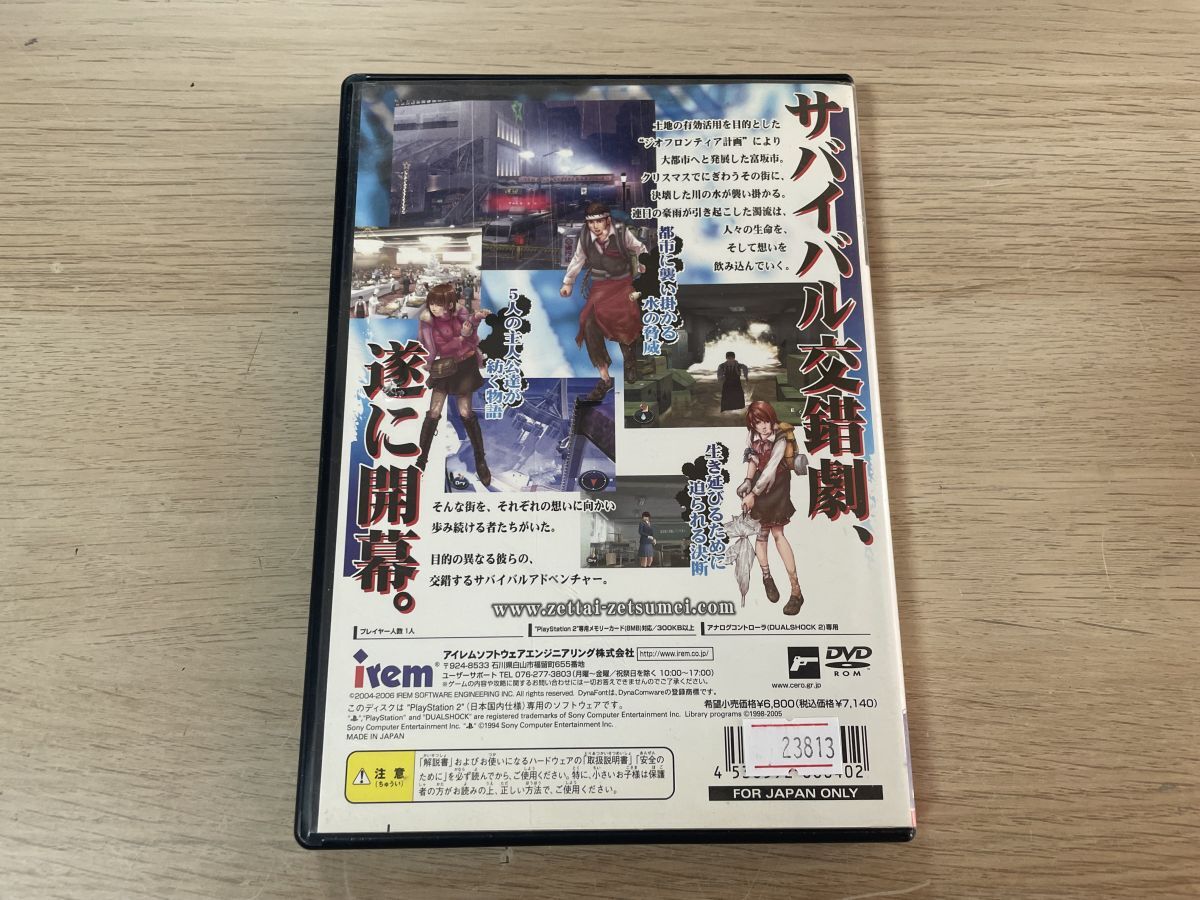 サバイバル交錯劇、
遂に開幕。
土地の有効活用を目的とした
“ジオフロンティア計画”により
大都市へと発展した富坂市。
クリスマスでにぎわうその街に、
決壊した川の水が襲い掛かる。
連日の豪雨が引き起こした濁流は、
人々の生命を、
そして想いを
飲み込んでいく。
都市に襲い掛かる
水の脅威
5人の主人公達が
紡ぐ物語
生き延びるために
迫られる決断
Dry
そんな街を、それぞれの想いに向かい
歩み続ける者たちがいた。
目的の異なる彼らの、
交錯するサバイバルアドベンチャー。
www.zettai-zetsumei.com
プレイヤー人数 1人
"PlayStation 2"専用メモリーカード(8MB)対応/300KB以上
アナログコントローラ(DUALSHOCK 2)専用
irem®
アイレムソフトウェアエンジニアリング株式会社 http://www.irem.co.jp/
〒924-8533 石川県白山市福留町655番地
ユーザーサポート TEL 076-277-3803(月曜~金曜/祝祭日を除く 10:00~17:00)
※ゲームの内容や攻略に関するお問い合わせには一切お答えできませんのでご了承ください。
www.cero.gr.jp
DVD
ROM
©2004-2006 IREM SOFTWARE ENGINEERING INC. All rights reserved. DynaFontは、DynaComwareの登録商標です。
希望小売価格¥6,800(税込価格¥7,140)
このディスクは "PlayStation 2" (日本国内仕様)専用のソフトウェアです。
"PlayStation" and "DUALSHOCK" are registered trademarks of Sony Computer Entertainment Inc. Library programs ©1998-2005
Sony Computer Entertainment Inc. ©1994 Sony Computer Entertainment Inc.
MADE IN JAPAN
注意
(ちゅうい)
「解説書」およびお使いになるハードウェアの「取扱説明書」「安全の
ために」を必ず読んでから、ご使用ください。特に、小さいお子様は保護
者の方がお読みの上、正しい方法で、ご使用ください。
23813
FOR JAPAN ONLY